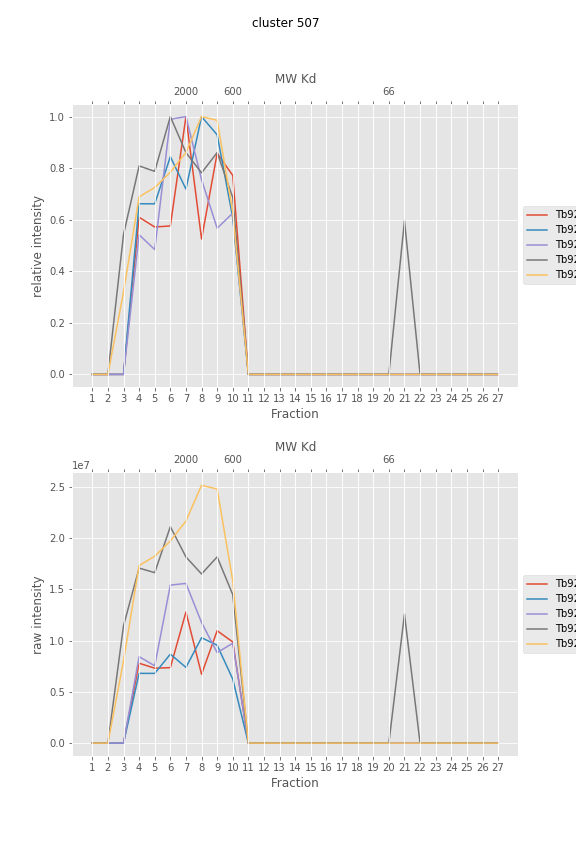 cluster 507
MW Kd
2000 600 66
1.0
0.8
0.6
0.4
0.2
0.0
relative intensity
Tb92
Tb92
Tb92
Tb92
Tb92
1 2 3 4 5 6 7 8 9 10 11 12 13 14 15 16 17 18 19 20 21 22 23 24 25 26 27
Fraction
MW Kd
2000 600 66
1e7
2.5
2.0
1.5
1.0
0.5
0.0
raw intensity
Tb92
Tb92
Tb92
Tb92
Tb92
1 2 3 4 5 6 7 8 9 10 11 12 13 14 15 16 17 18 19 20 21 22 23 24 25 26 27
Fraction